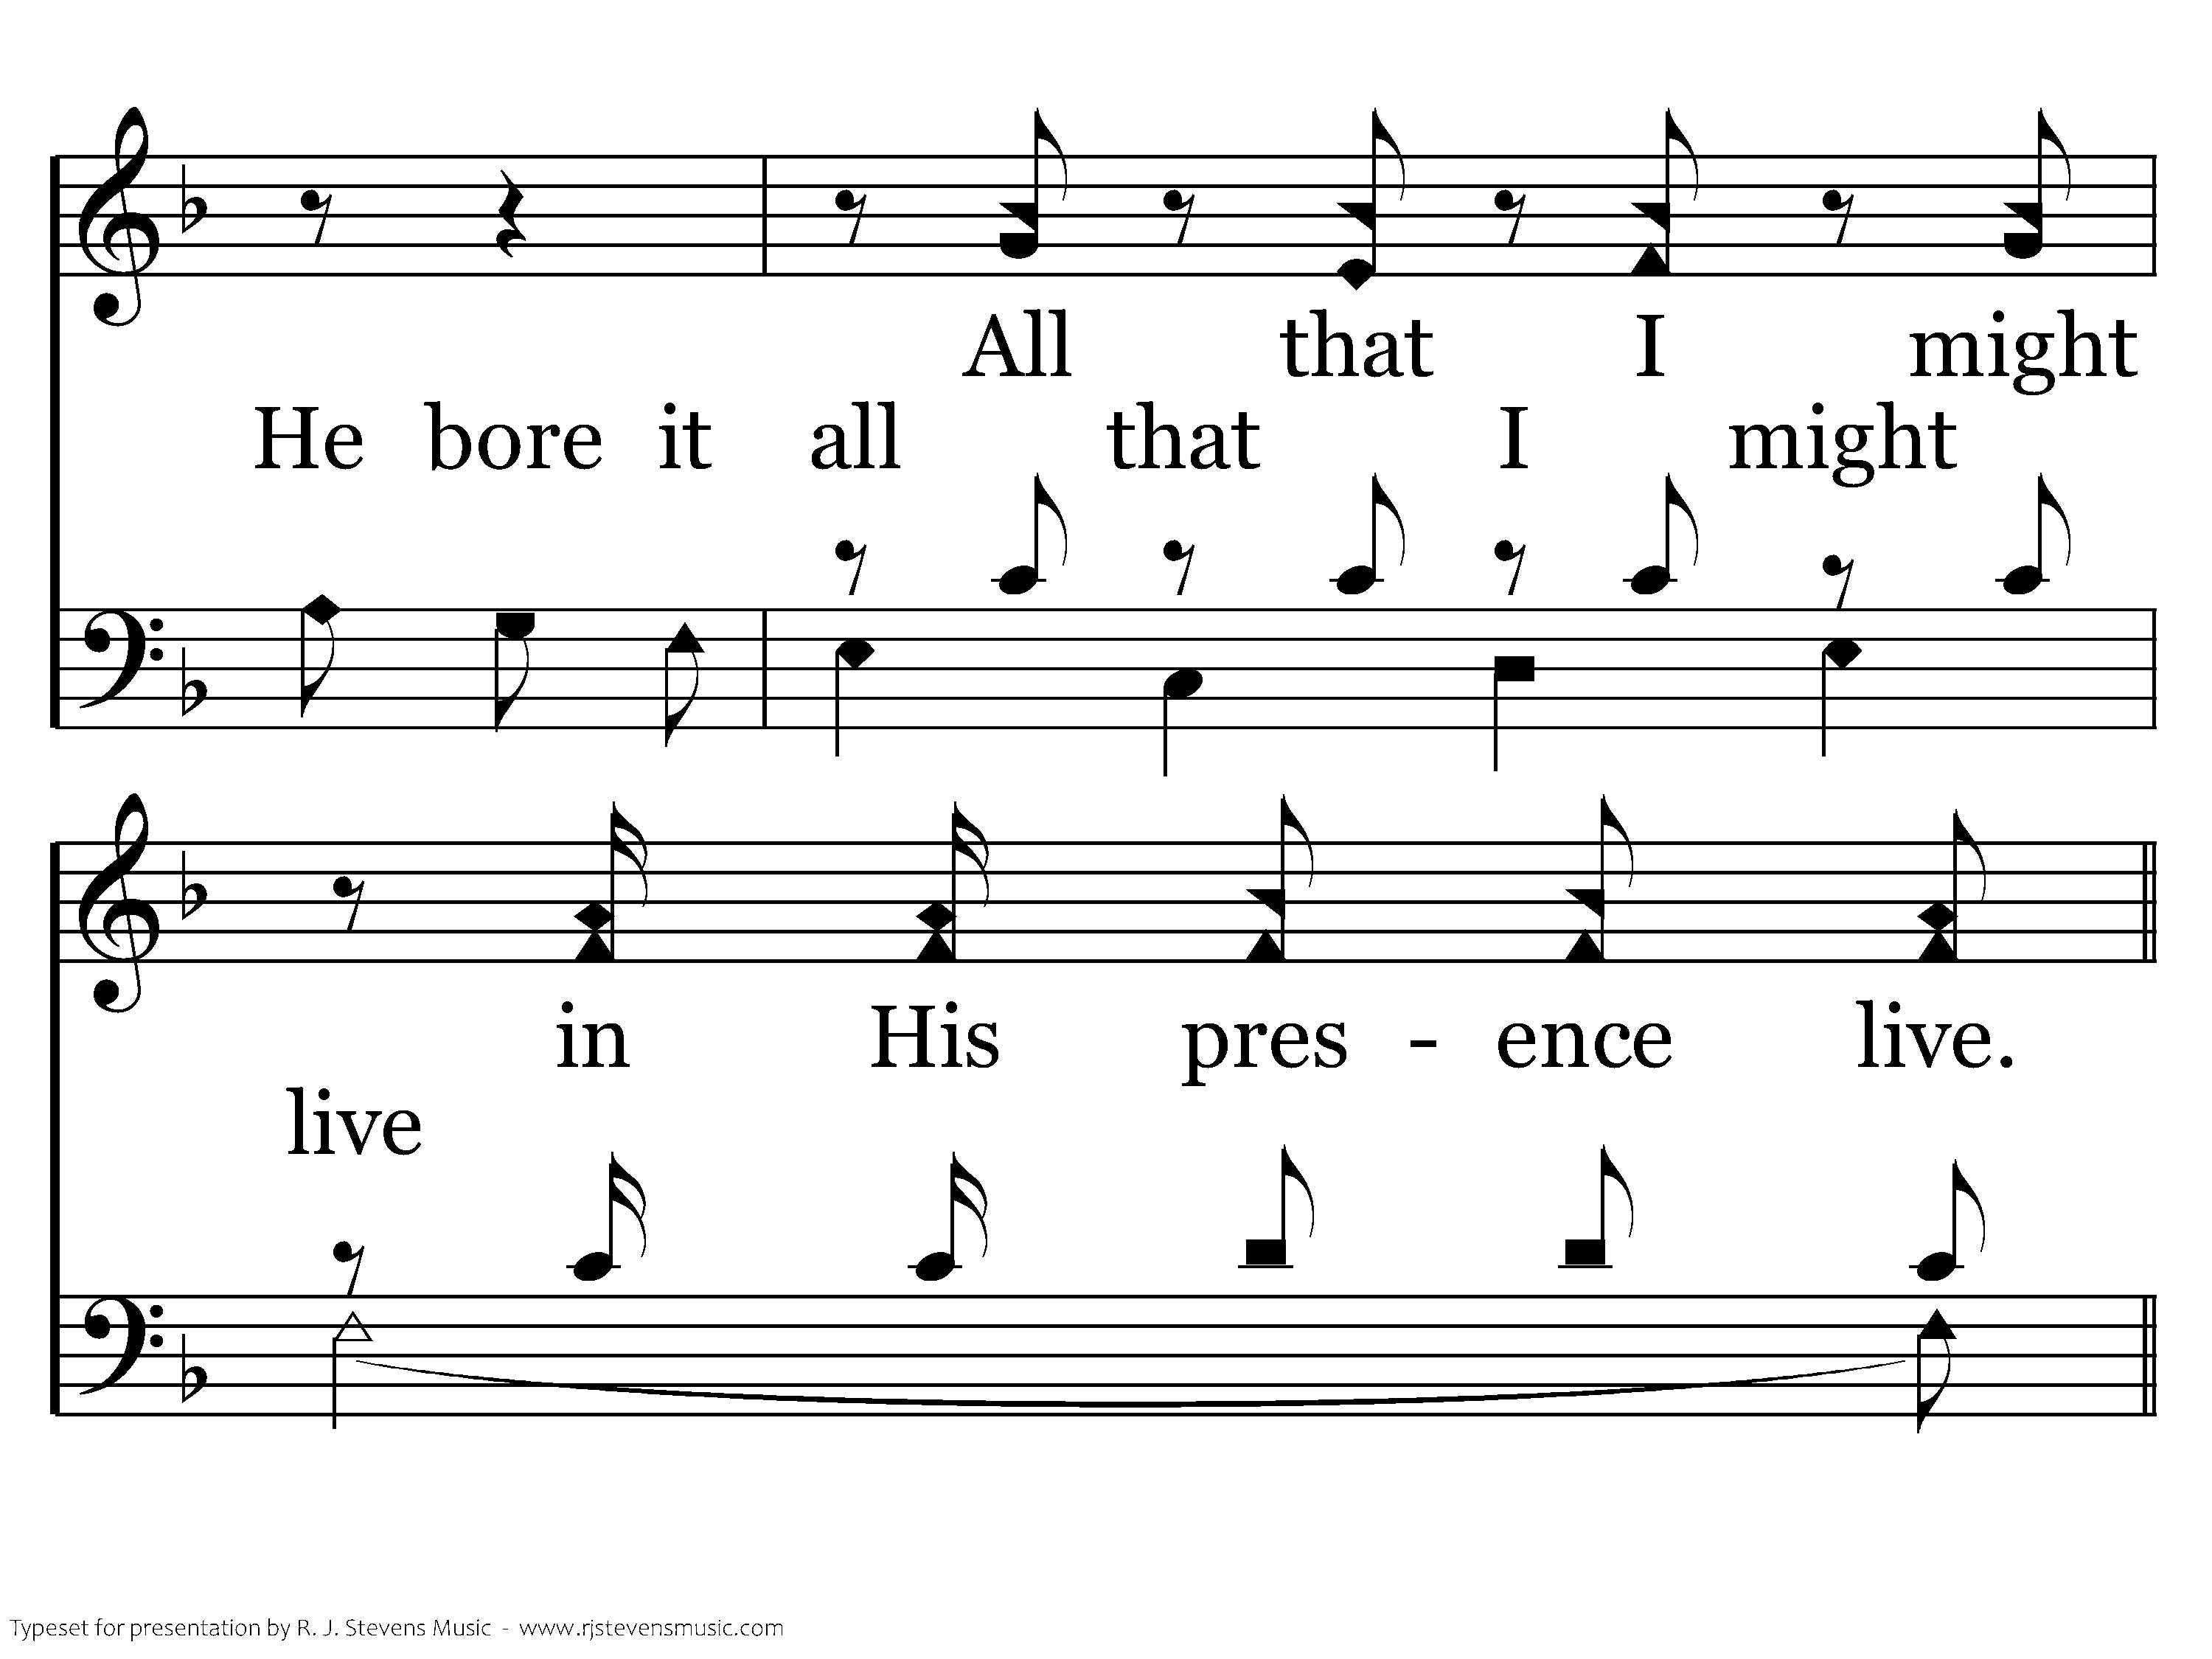 All that I might
He bore it all that I might
in His pres - ence live.
live
Typeset for presentation by R. J. Stevens Music - www.rjstevensmusic.com